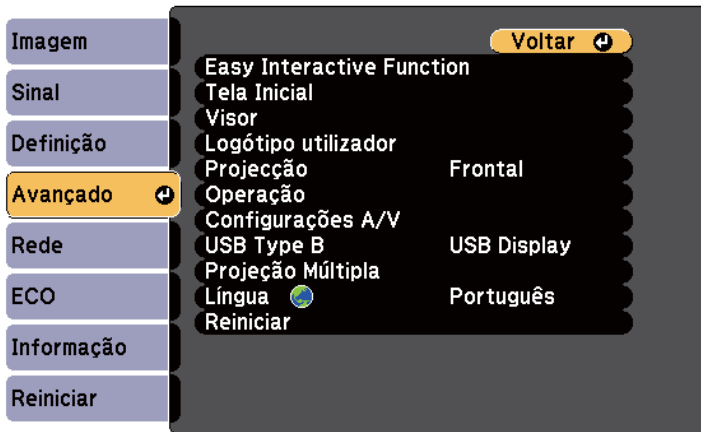 Imagem
Sinal
Definição
Avançado
Rede
ECO
Informação
Reiniciar
Voltar
Easy Interactive Function
Tela Inicial
Visor
Logótipo utilizador
Projecção Frontal
Operação
Configurações A/V
USB Type B USB Display
Projeção Múltipla
Língua Português
Reiniciar